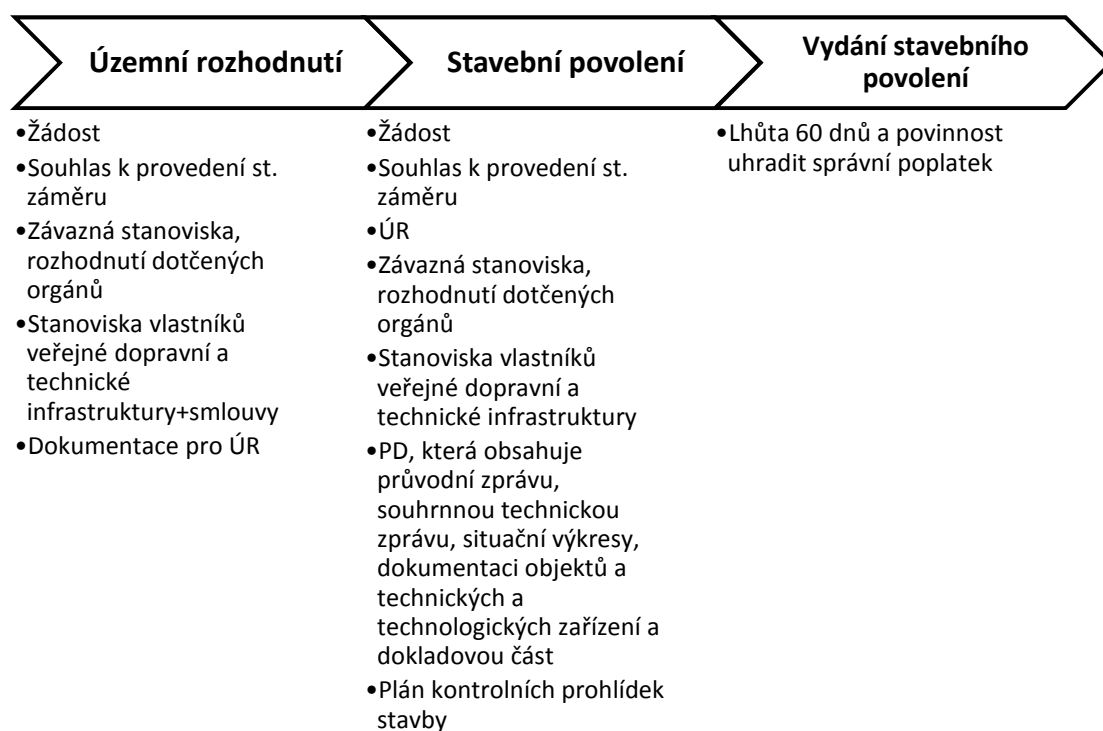 Územní rozhodnutí
Stavební povolení
Vydání stavebního
povolení
•Žádost
•Souhlas k provedení st.
záměru
•Závazná stanoviska,
rozhodnutí dotčených
orgánů
•Stanoviska vlastníků
veřejné dopravní a
technické
infrastruktury+smlouvy
•Dokumentace pro ÚR
•Žádost
•Souhlas k provedení st.
záměru
•ÚR
•Závazná stanoviska,
rozhodnutí dotčených
orgánů
•Stanoviska vlastníků
veřejné dopravní a
technické infrastruktury
•PD, která obsahuje
průvodní zprávu,
souhrnnou technickou
zprávu, situační výkresy,
dokumentaci objektů a
technických a
technologických zařízení a
dokladovou část
•Plán kontrolních prohlídek
stavby
•Lhůta 60 dnů a povinnost
uhradit správní poplatek